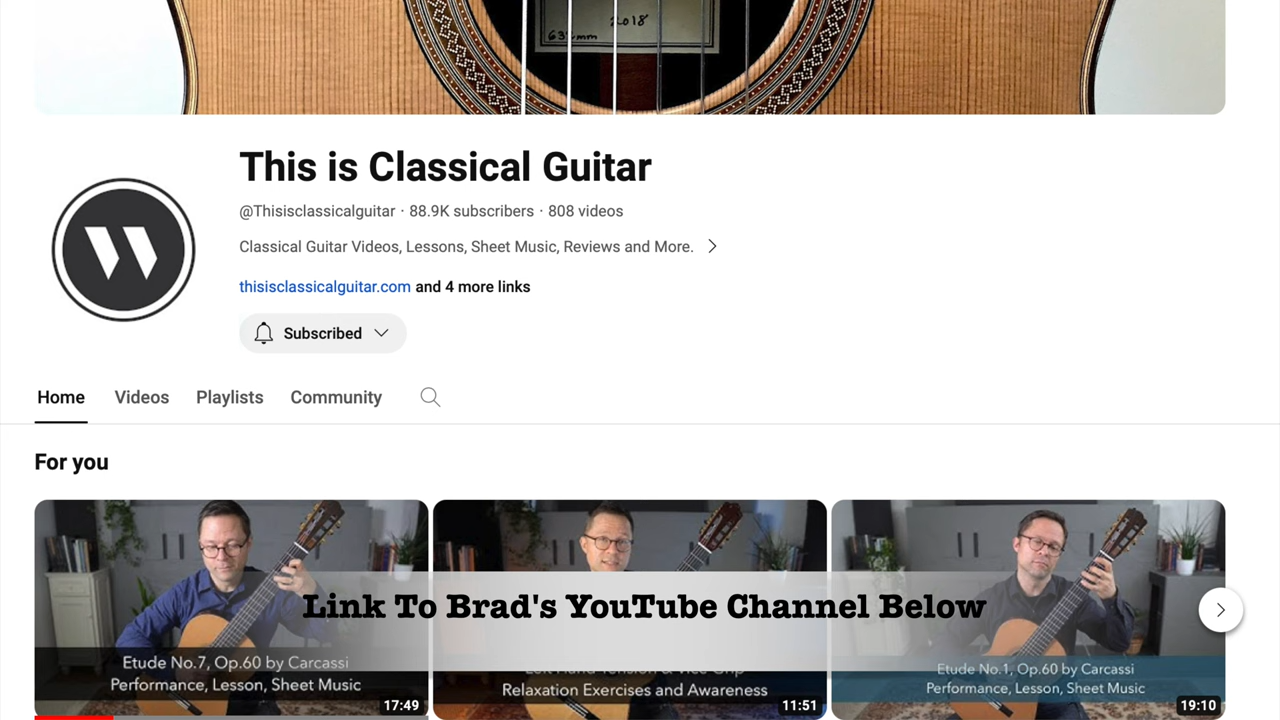 2018
mm
This is Classical Guitar
@Thisisclassicalguitar · 88.9K subscribers · 808 videos
Classical Guitar Videos, Lessons, Sheet Music, Reviews and More.
thisisclassicalguitar.com and 4 more links
Subscribed
Home Videos Playlists Community
For you
Link To Brad's YouTube Channel Below
Etude No.7, Op.60 by Carcassi
Performance, Lesson, Sheet Music
17:49
Relaxation Exercises and Awareness
11:51
Etude No.1, Op.60 by Carcassi
Performance, Lesson, Sheet Music
19:10